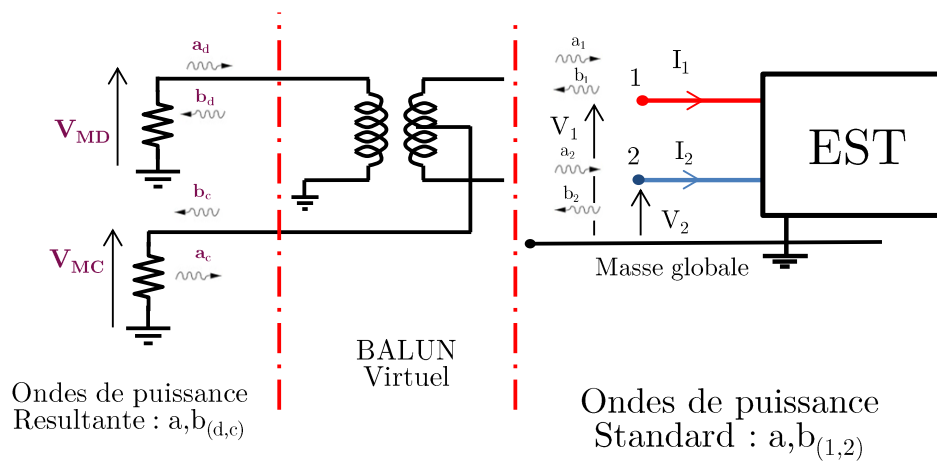 a_d
b_d
V_MD
b_c
V_MC
a_c
Ondes de puissance
Resultante : a,b_(d,c)
BALUN
Virtuel
a_1
b_1
V_1
a_2
b_2
1
I_1
2
I_2
V_2
EST
Masse globale
Ondes de puissance
Standard : a,b_(1,2)